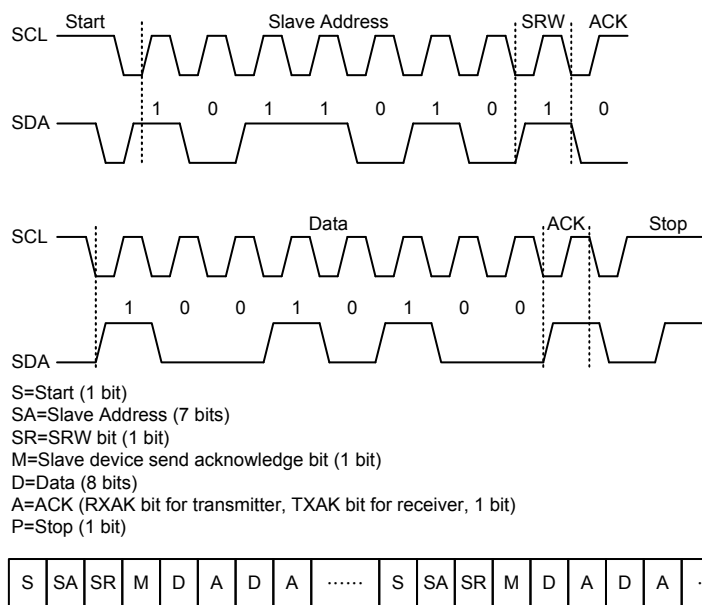 Start Slave Address SRW ACK
SCL
1 0 1 1 0 1 0 1 0
SDA
Data ACK Stop
SCL
1 0 0 1 0 1 0 0
SDA
S=Start (1 bit)
SA=Slave Address (7 bits)
SR=SRW bit (1 bit)
M=Slave device send acknowledge bit (1 bit)
D=Data (8 bits)
A=ACK (RXAK bit for transmitter, TXAK bit for receiver, 1 bit)
P=Stop (1 bit)
S SA SR M D A D A ······ S SA SR M D A D A ··